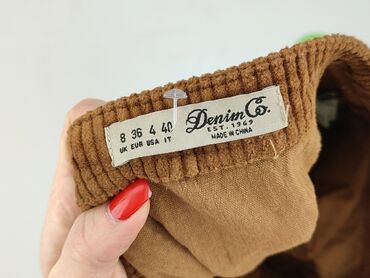 8 36 4 40
UK EUR USA IT
Denim Co.
EST. 1969
MADE IN CHINA